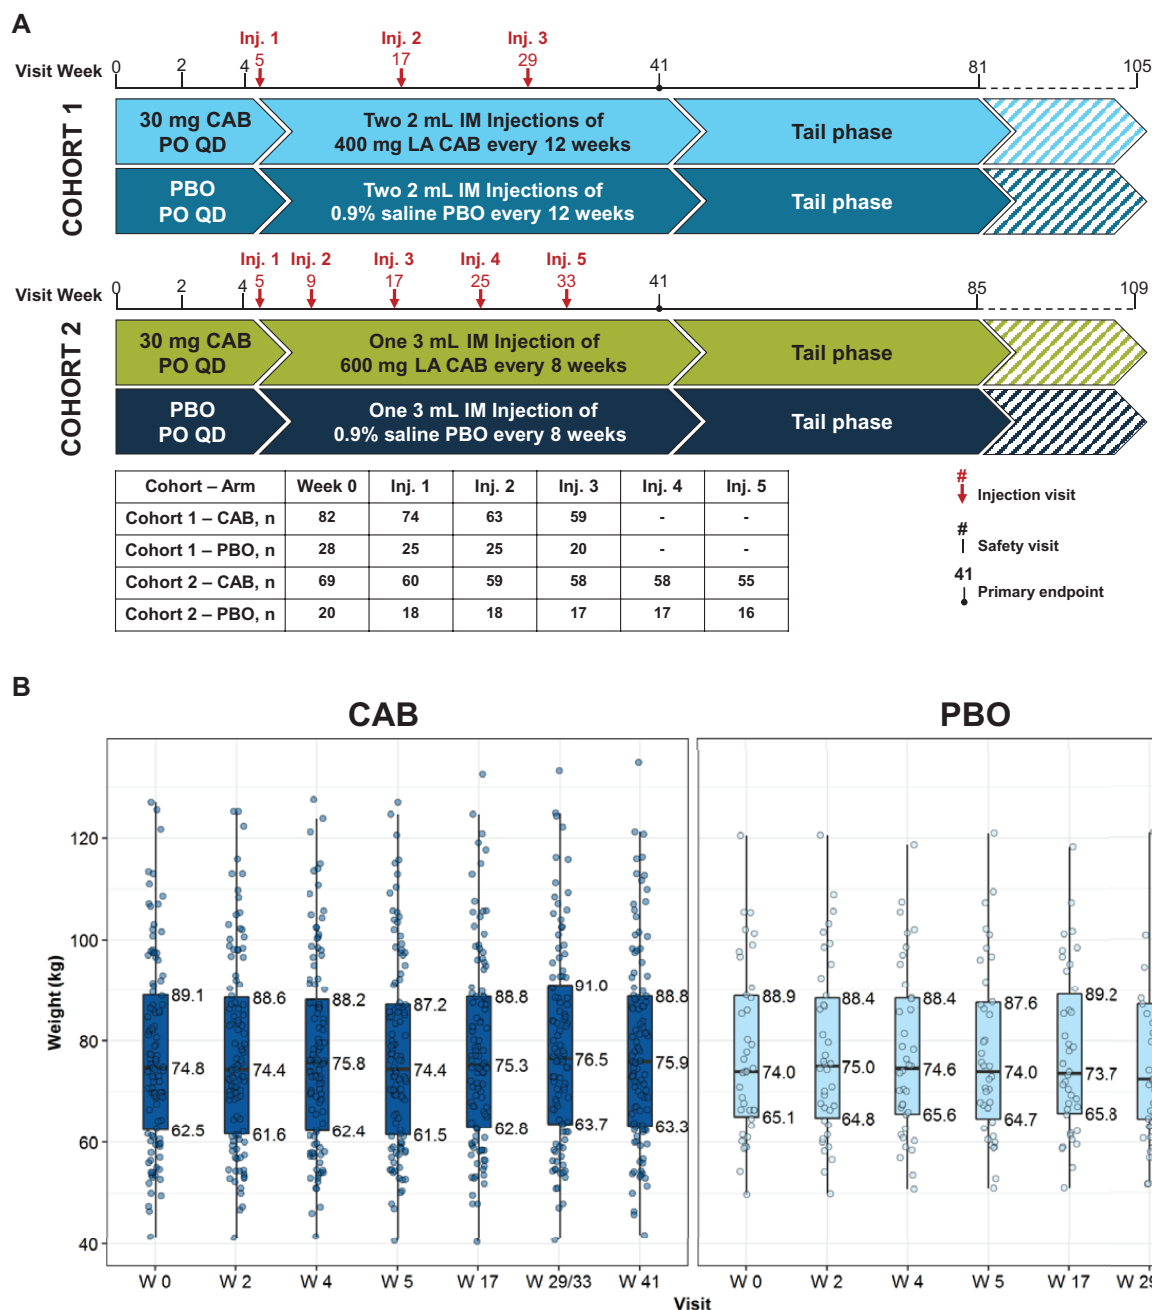 A
Inj. 1 Inj. 2 Inj. 3
Visit Week 0 2 4 5 17 29 41 81 105
COHORT 1
30 mg CAB
PO QD
Two 2 mL IM Injections of
400 mg LA CAB every 12 weeks
Tail phase
PBO
PO QD
Two 2 mL IM Injections of
0.9% saline PBO every 12 weeks
Tail phase
Inj. 1 Inj. 2 Inj. 3 Inj. 4 Inj. 5
Visit Week 0 2 4 5 9 17 25 33 41 85 109
COHORT 2
30 mg CAB
PO QD
One 3 mL IM Injection of
600 mg LA CAB every 8 weeks
Tail phase
PBO
PO QD
One 3 mL IM Injection of
0.9% saline PBO every 8 weeks
Tail phase
Cohort – Arm Week 0 Inj. 1 Inj. 2 Inj. 3 Inj. 4 Inj. 5
Cohort 1 – CAB, n 82 74 63 59 - -
Cohort 1 – PBO, n 28 25 25 20 - -
Cohort 2 – CAB, n 69 60 59 58 58 55
Cohort 2 – PBO, n 20 18 18 17 17 16
#
Injection visit
#
Safety visit
41
Primary endpoint
B
CAB PBO
Weight (kg)
120
100
80
60
40
89.1 88.6 88.2 87.2 88.8 91.0 88.8 88.9 88.4 88.4 87.6 89.2
74.8 74.4 75.8 74.4 75.3 76.5 75.9 74.0 75.0 74.6 74.0 73.7
62.5 61.6 62.4 61.5 62.8 63.7 63.3 65.1 64.8 65.6 64.7 65.8
W 0 W 2 W 4 W 5 W 17 W 29/33 W 41 W 0 W 2 W 4 W 5 W 17 W 29
Visit